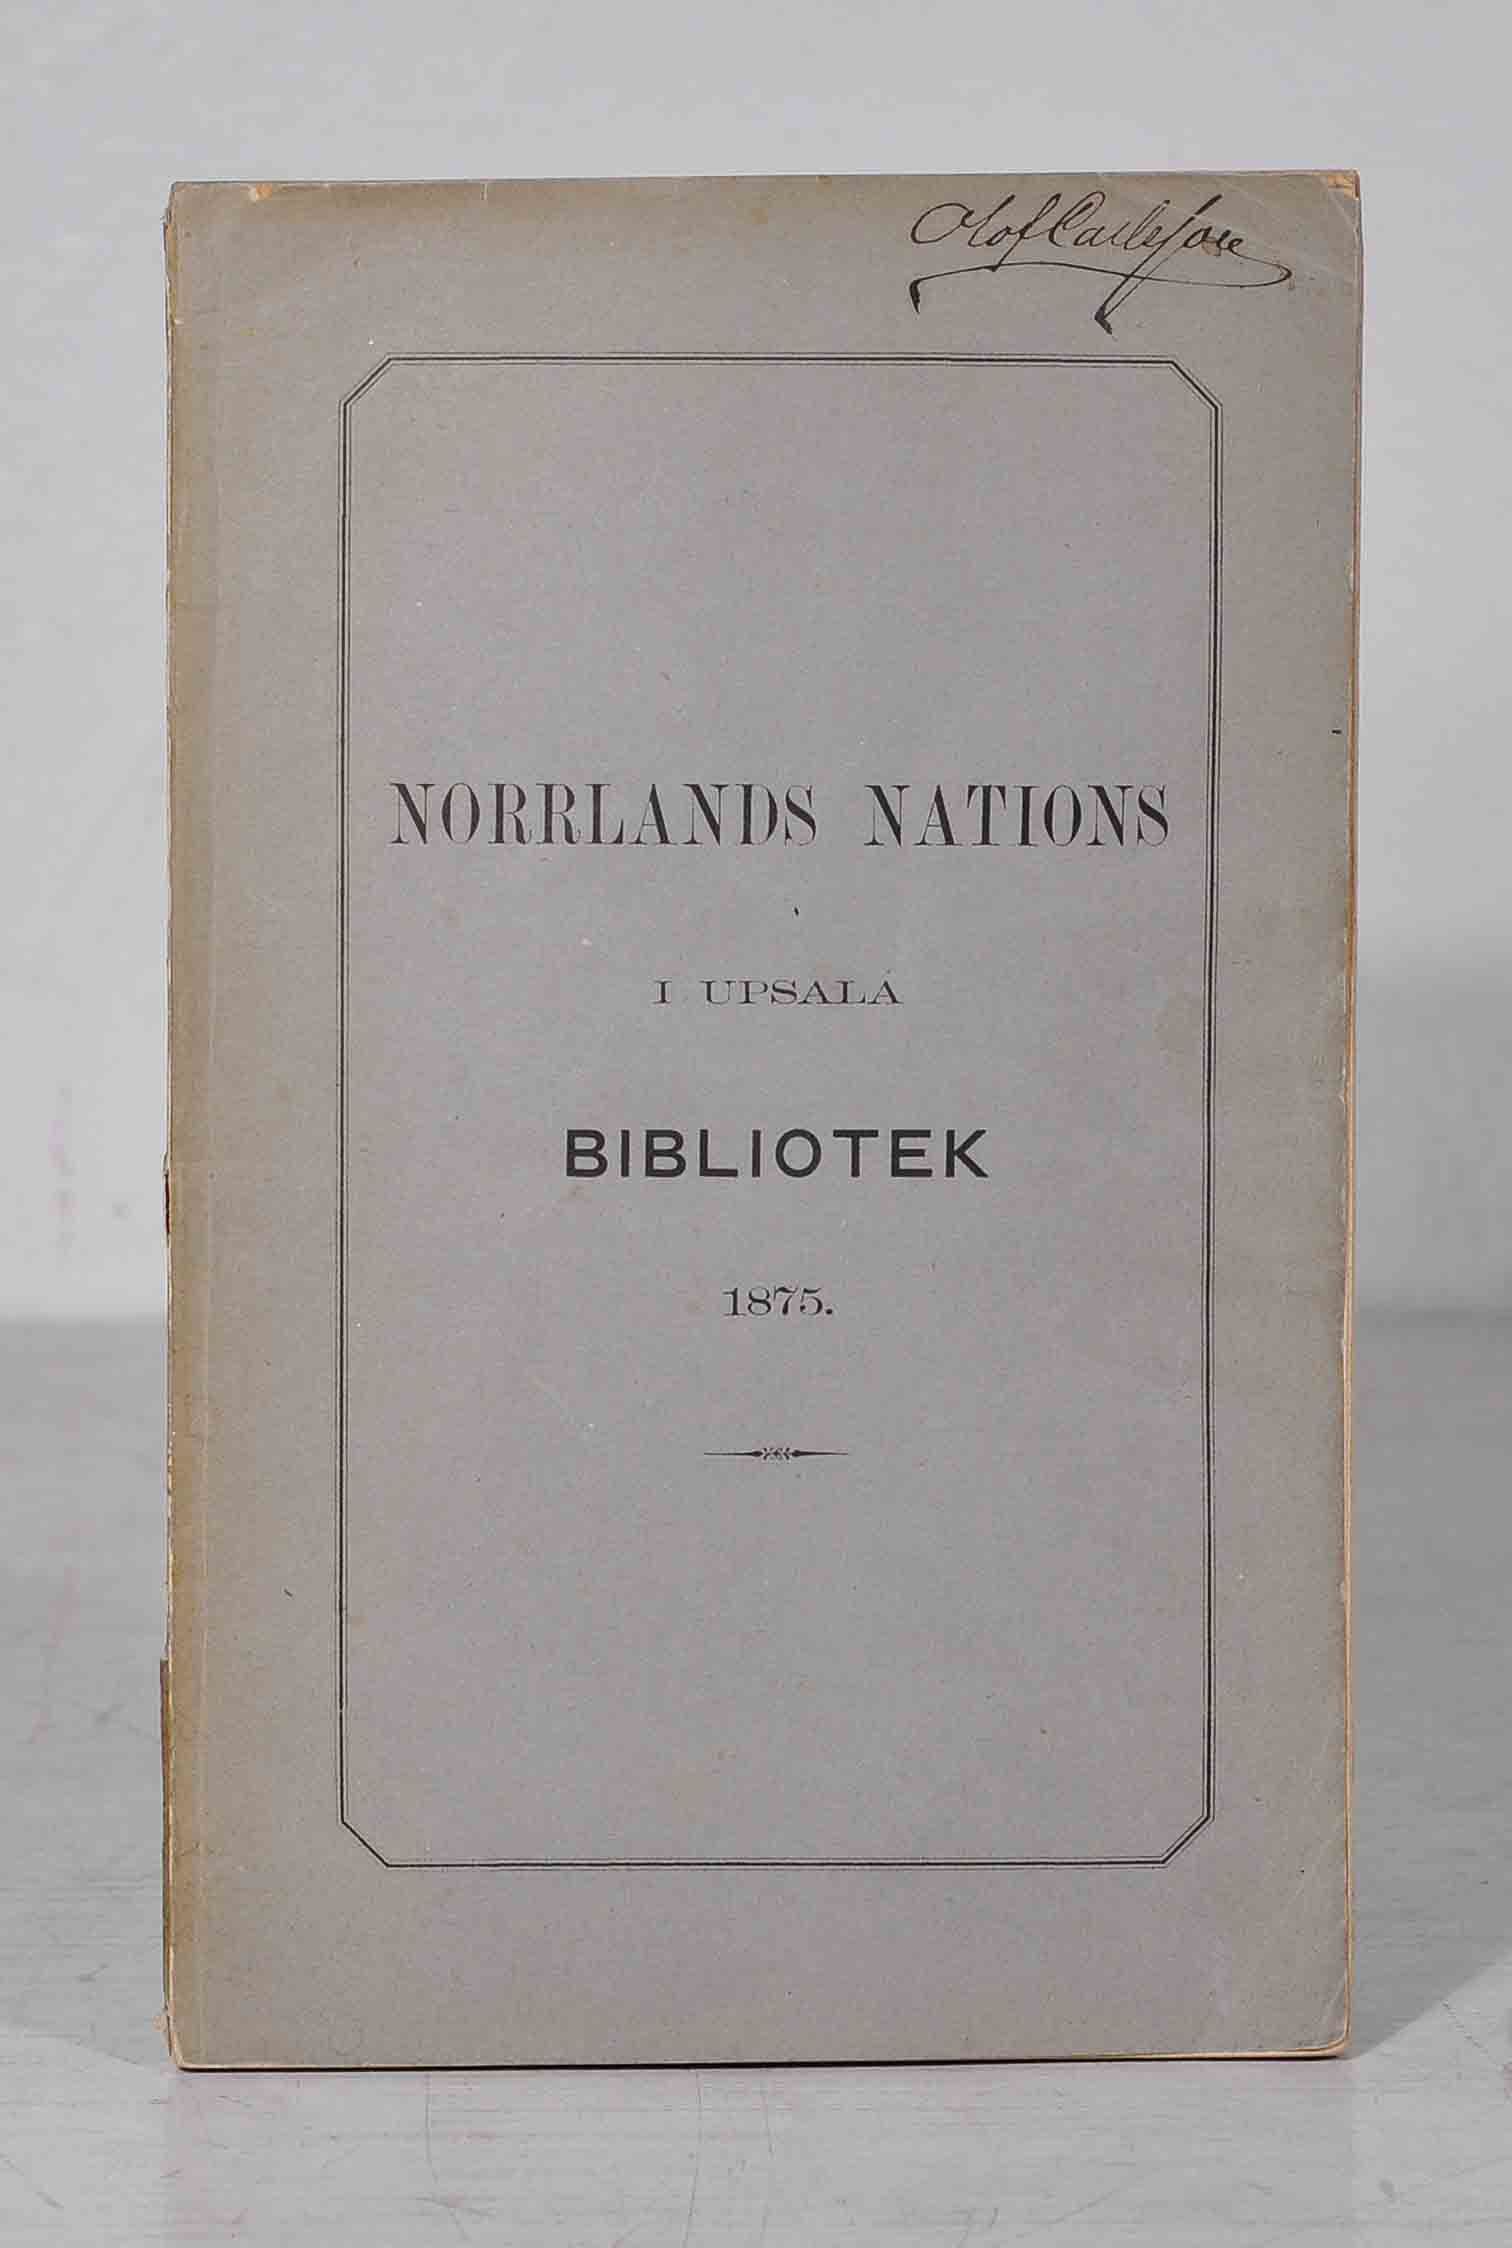 Olof Carlsson
NORRLANDS NATIONS
I UPSALA
BIBLIOTEK
1875.